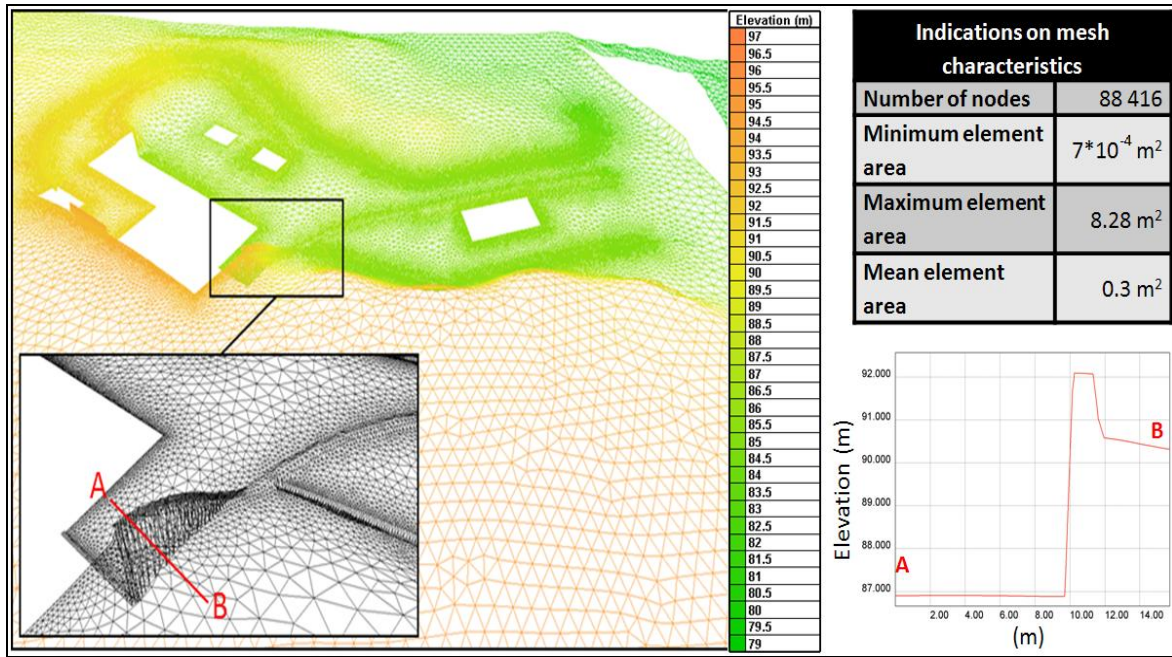 Elevation (m)
97
96.5
96
95.5
95
94.5
94
93.5
93
92.5
92
91.5
91
90.5
90
89.5
89
88.5
88
87.5
87
86.5
86
85.5
85
84.5
84
83.5
83
82.5
82
81.5
81
80.5
80
79.5
79
A
B
Indications on mesh
characteristics
Number of nodes 88 416
Minimum element
area 7*10⁻⁴ m²
Maximum element
area 8.28 m²
Mean element
area 0.3 m²
Elevation (m)
92.000
91.000
90.000
89.000
88.000
87.000
A
B
2.00 4.00 6.00 8.00 10.00 12.00 14.00
(m)